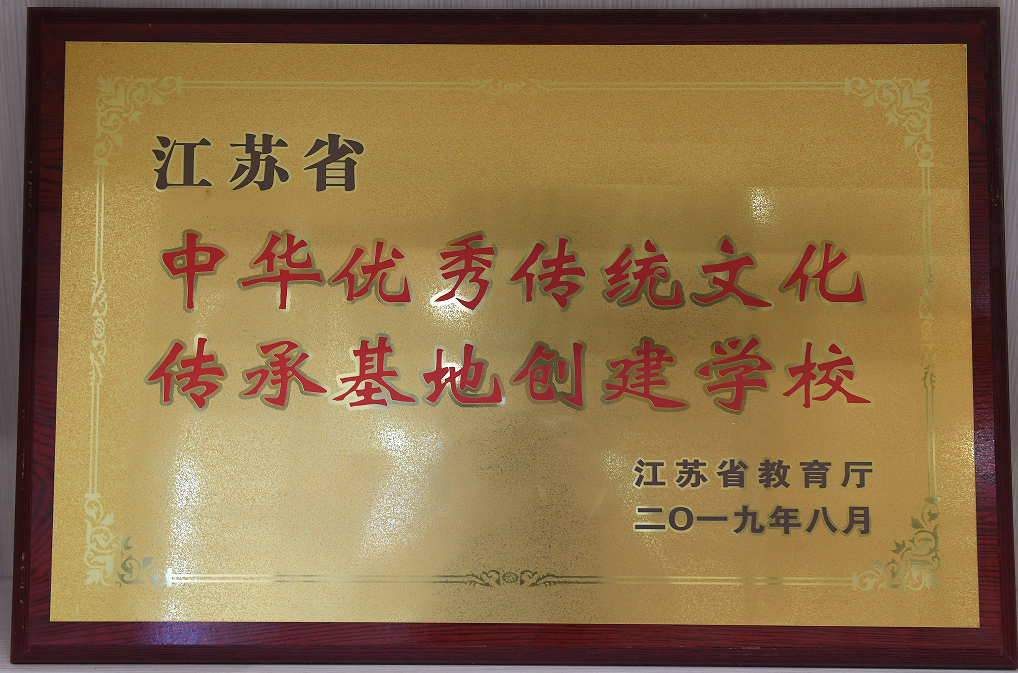 江苏省
中华优秀传统文化
传承基地创建学校
江苏省教育厅
二〇一九年八月